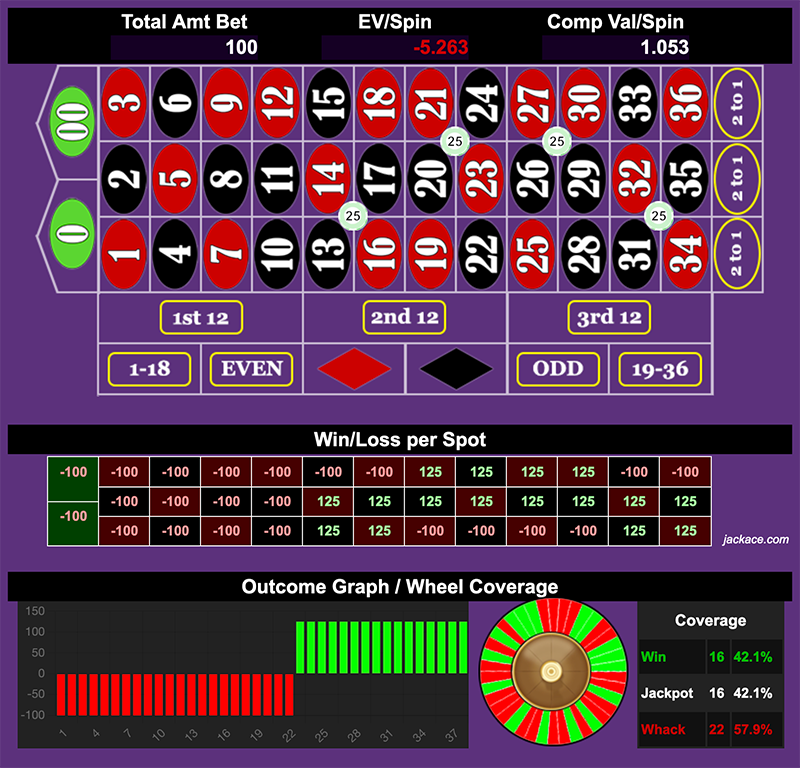 Total Amt Bet EV/Spin Comp Val/Spin
100 -5.263 1.053
00 3 6 9 12 15 18 21 24 27 30 33 36 2 to 1
25 25
0 2 5 8 11 14 17 20 23 26 29 32 35 2 to 1
25 25
1 4 7 10 13 16 19 22 25 28 31 34 2 to 1
1st 12 2nd 12 3rd 12
1-18 EVEN ODD 19-36
Win/Loss per Spot
-100 -100 -100 -100 -100 -100 -100 125 125 125 125 -100 -100
-100 -100 -100 -100 125 125 125 125 125 125 125 125
-100
-100 -100 -100 -100 125 125 -100 -100 -100 -100 125 125
jackace.com
Outcome Graph / Wheel Coverage
150
100
50
0
-50
-100
1 4 7 10 13 16 19 22 25 28 31 34 37
Coverage
Win 16 42.1%
Jackpot 16 42.1%
Whack 22 57.9%